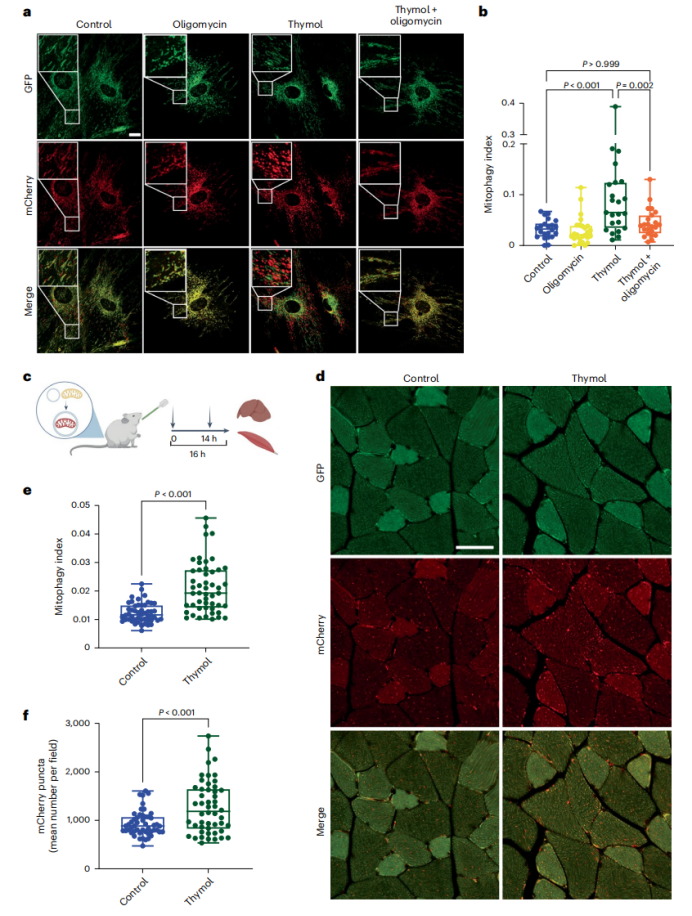 a
Control
Oligomycin
Thymol
Thymol +
oligomycin
GFP
mCherry
Merge
b
P > 0.999
P < 0.001
P = 0.002
Mitophagy index
0.4
0.3
0.2
0.1
0
Control
Oligomycin
Thymol
Thymol +
oligomycin
c
0
14 h
16 h
d
Control
Thymol
GFP
mCherry
Merge
e
P < 0.001
Mitophagy index
0.05
0.04
0.03
0.02
0.01
0
Control
Thymol
f
P < 0.001
mCherry puncta
(mean number per field)
3,000
2,000
1,000
0
Control
Thymol